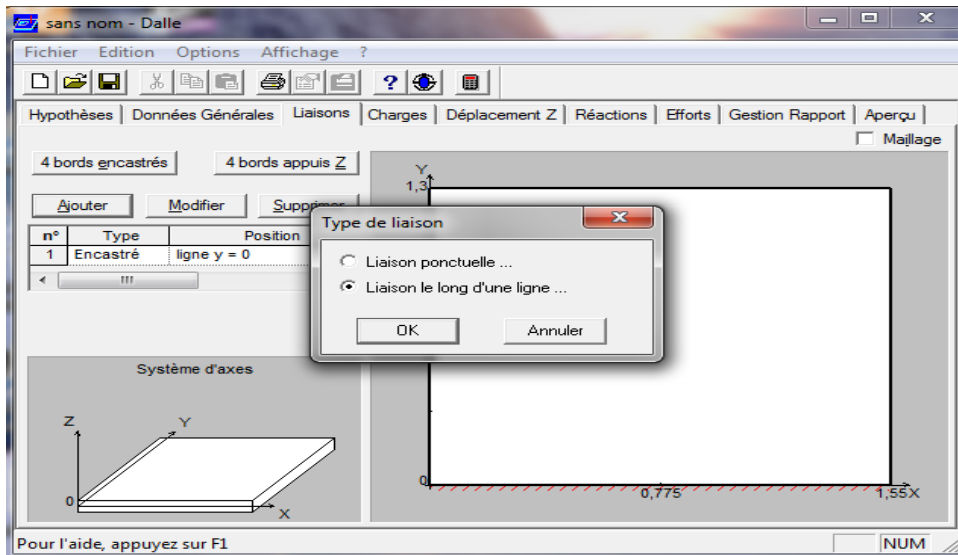 sans nom - Dalle
Fichier Edition Options Affichage ?
Hypothèses Données Générales Liaisons Charges Déplacement Z Réactions Efforts Gestion Rapport Aperçu
Maillage
4 bords encastrés 4 bords appuis Z
Ajouter Modifier Supprimer
n° Type Position
1 Encastré ligne y = 0
Type de liaison
Liaison ponctuelle ...
Liaison le long d'une ligne ...
OK Annuler
Système d'axes
Z Y
0 X
Y
1,3
0 0,775 1,55 X
Pour l'aide, appuyez sur F1 NUM